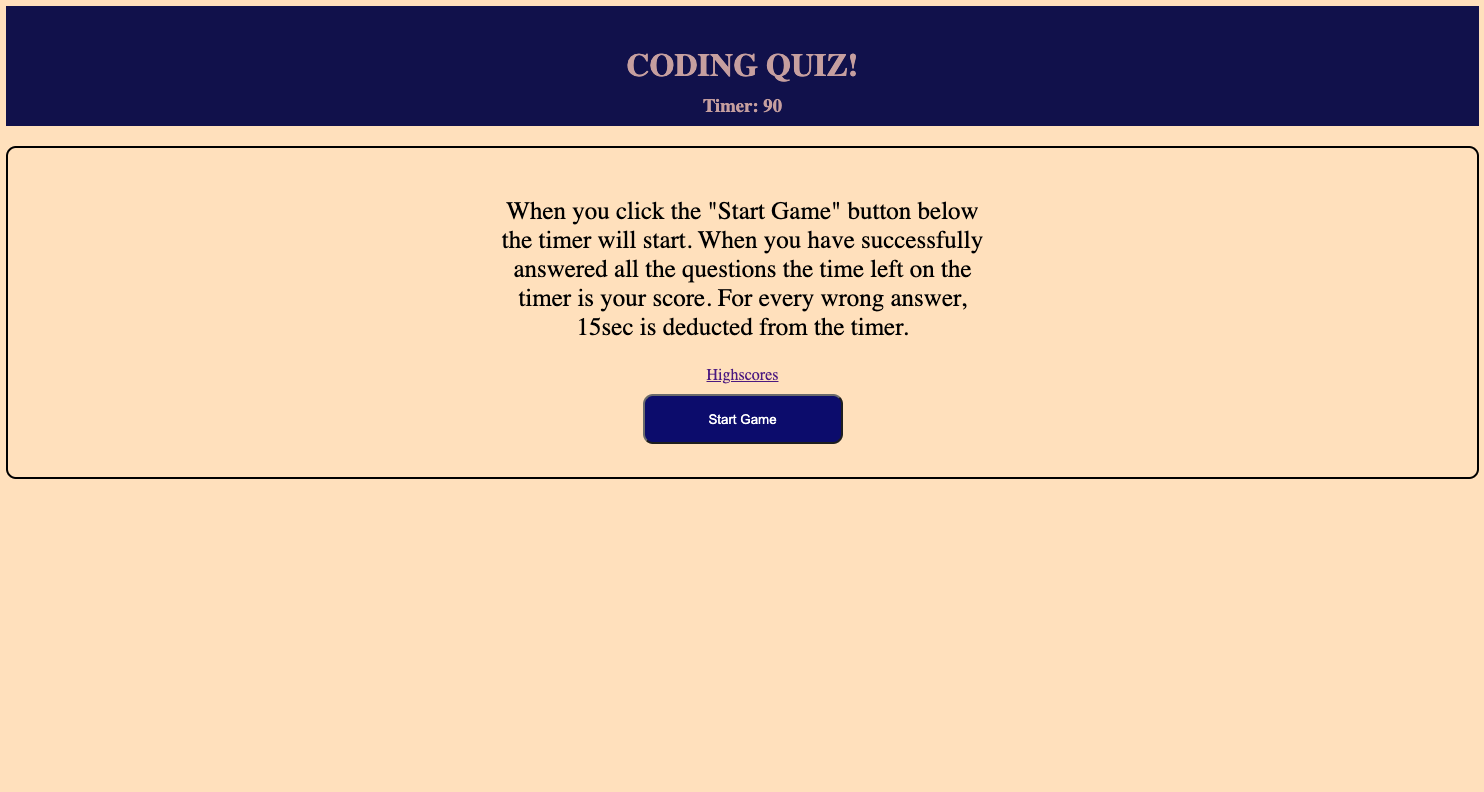 CODING QUIZ!
Timer: 90
When you click the "Start Game" button below
the timer will start. When you have successfully
answered all the questions the time left on the
timer is your score. For every wrong answer,
15sec is deducted from the timer.
Highscores
Start Game